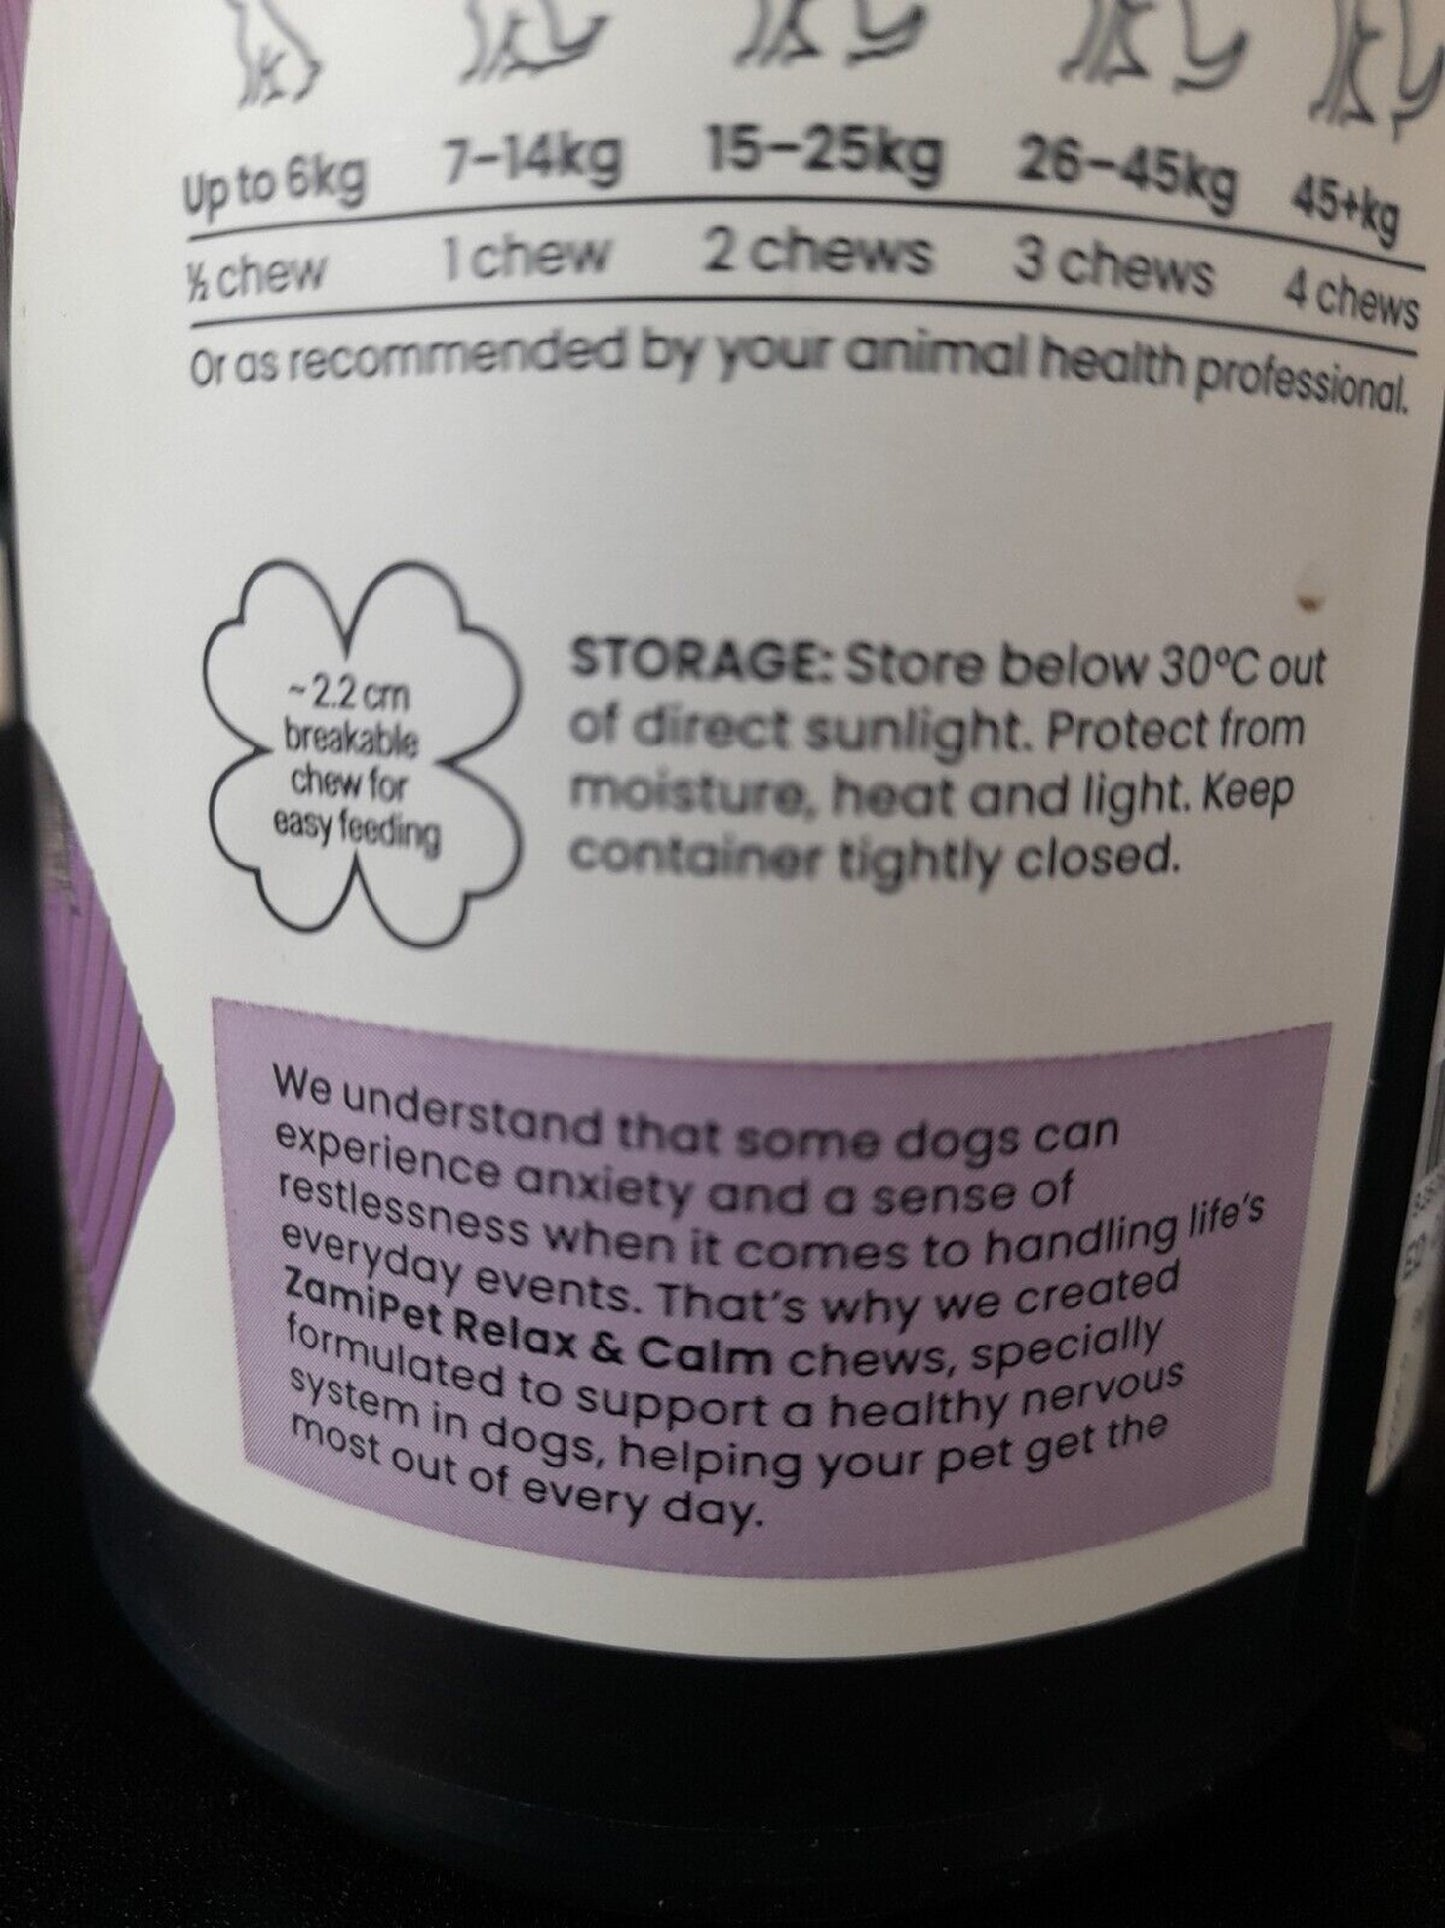 Up to 6kg 7–14kg 15–25kg 26–45kg 45+kg
½ chew 1 chew 2 chews 3 chews 4 chews
Or as recommended by your animal health professional.
~2.2 cm
breakable
chew for
easy feeding
STORAGE: Store below 30°C out
of direct sunlight. Protect from
moisture, heat and light. Keep
container tightly closed.
We understand that some dogs can
experience anxiety and a sense of
restlessness when it comes to handling life's
everyday events. That's why we created
ZamiPet Relax & Calm chews, specially
formulated to support a healthy nervous
system in dogs, helping your pet get the
most out of every day.